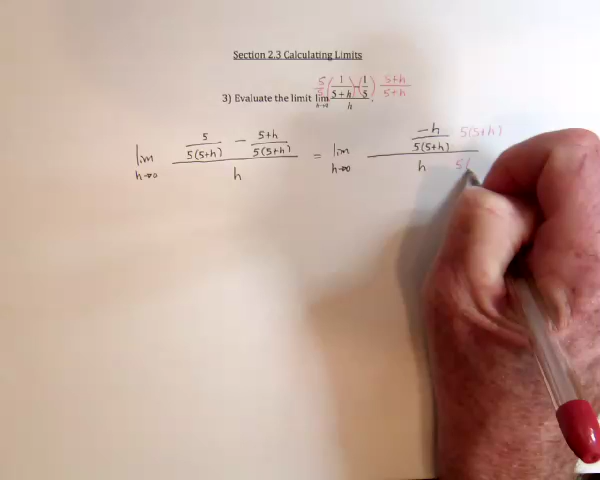 Section 2.3 Calculating Limits
3) Evaluate the limit lim h→0 5/5 (1/(5+h)) - (1/5) (5+h)/(5+h) / h .
lim h→0 (5/(5(5+h)) - (5+h)/(5(5+h))) / h = lim h→0 (-h/(5(5+h))) / h 5(5+h) / 5(